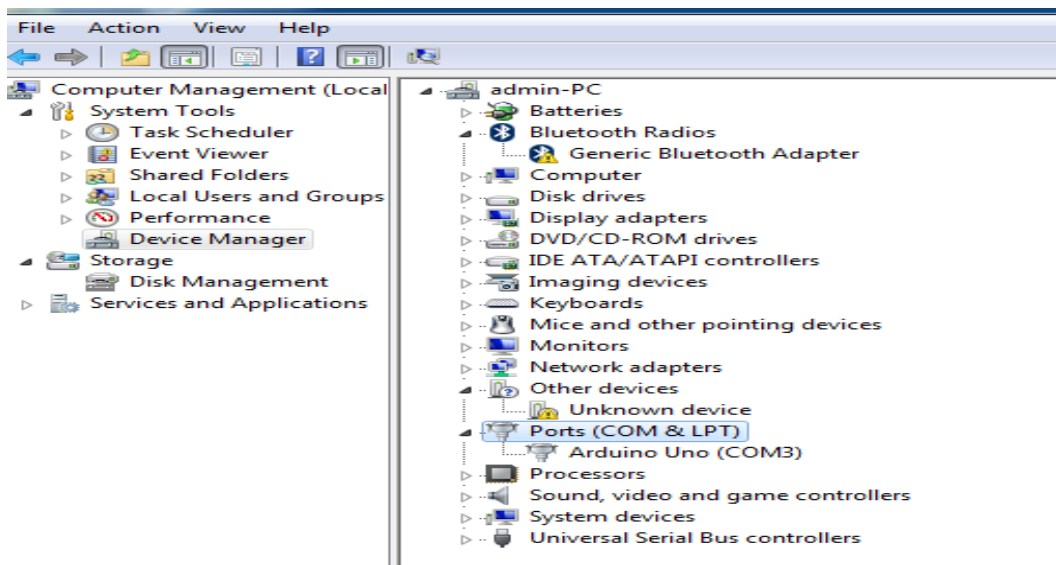 File Action View Help
Computer Management (Local
System Tools
Task Scheduler
Event Viewer
Shared Folders
Local Users and Groups
Performance
Device Manager
Storage
Disk Management
Services and Applications
admin-PC
Batteries
Bluetooth Radios
Generic Bluetooth Adapter
Computer
Disk drives
Display adapters
DVD/CD-ROM drives
IDE ATA/ATAPI controllers
Imaging devices
Keyboards
Mice and other pointing devices
Monitors
Network adapters
Other devices
Unknown device
Ports (COM & LPT)
Arduino Uno (COM3)
Processors
Sound, video and game controllers
System devices
Universal Serial Bus controllers